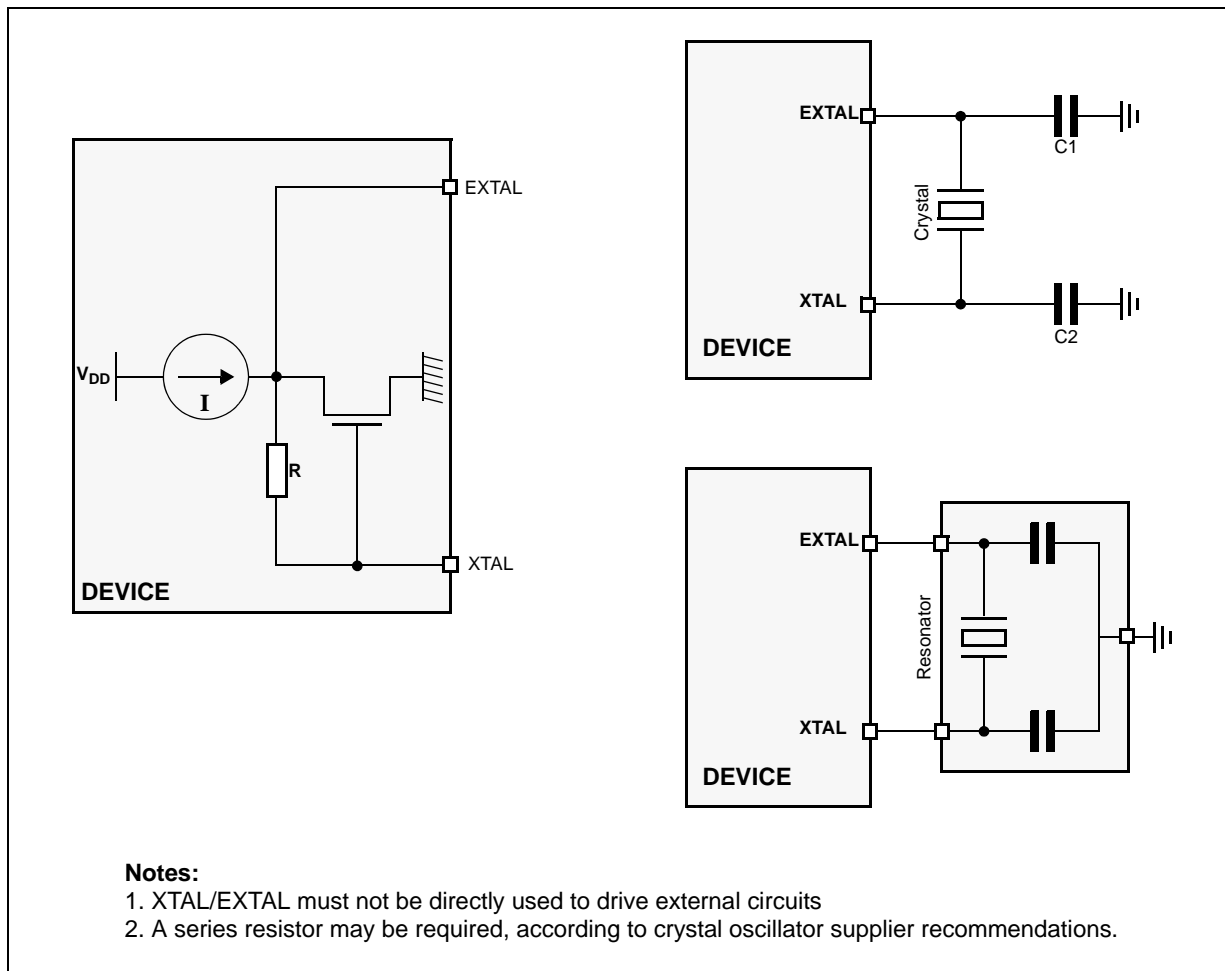 EXTAL
V_DD
I
R
XTAL
DEVICE
EXTAL
C1
Crystal
XTAL
C2
DEVICE
EXTAL
Resonator
XTAL
DEVICE
Notes:
1. XTAL/EXTAL must not be directly used to drive external circuits
2. A series resistor may be required, according to crystal oscillator supplier recommendations.